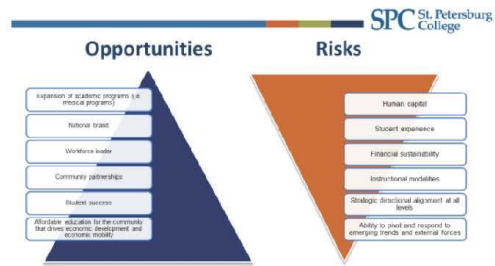 SPC St. Petersburg
College
Opportunities
Risks
Expansion of academic programs (i.e.
medical programs)
National brand
Workforce leader
Community partnerships
Student success
Affordable education for the community
that drives economic development and
economic mobility
Human capital
Student experience
Financial sustainability
Instructional modalities
Strategic directional alignment at all
levels
Ability to pivot and respond to
emerging trends and external forces